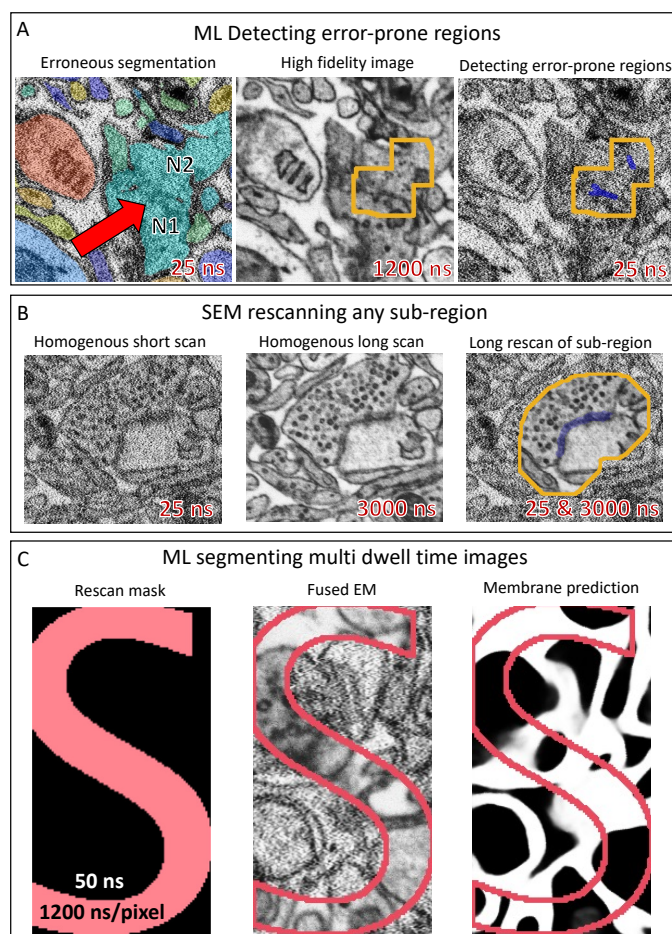 A
ML Detecting error-prone regions
Erroneous segmentation
High fidelity image
Detecting error-prone regions
N2
N1
25 ns
1200 ns
25 ns
B
SEM rescanning any sub-region
Homogenous short scan
Homogenous long scan
Long rescan of sub-region
25 ns
3000 ns
25 & 3000 ns
C
ML segmenting multi dwell time images
Rescan mask
Fused EM
Membrane prediction
50 ns
1200 ns/pixel